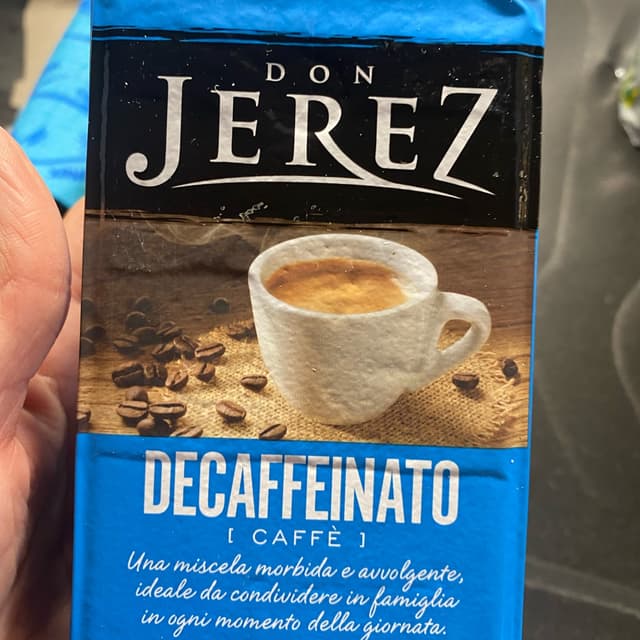 DON
JEREZ
DECAFFEINATO
[ CAFFÈ ]
Una miscela morbida e avvolgente,
ideale da condividere in famiglia
in ogni momento della giornata.